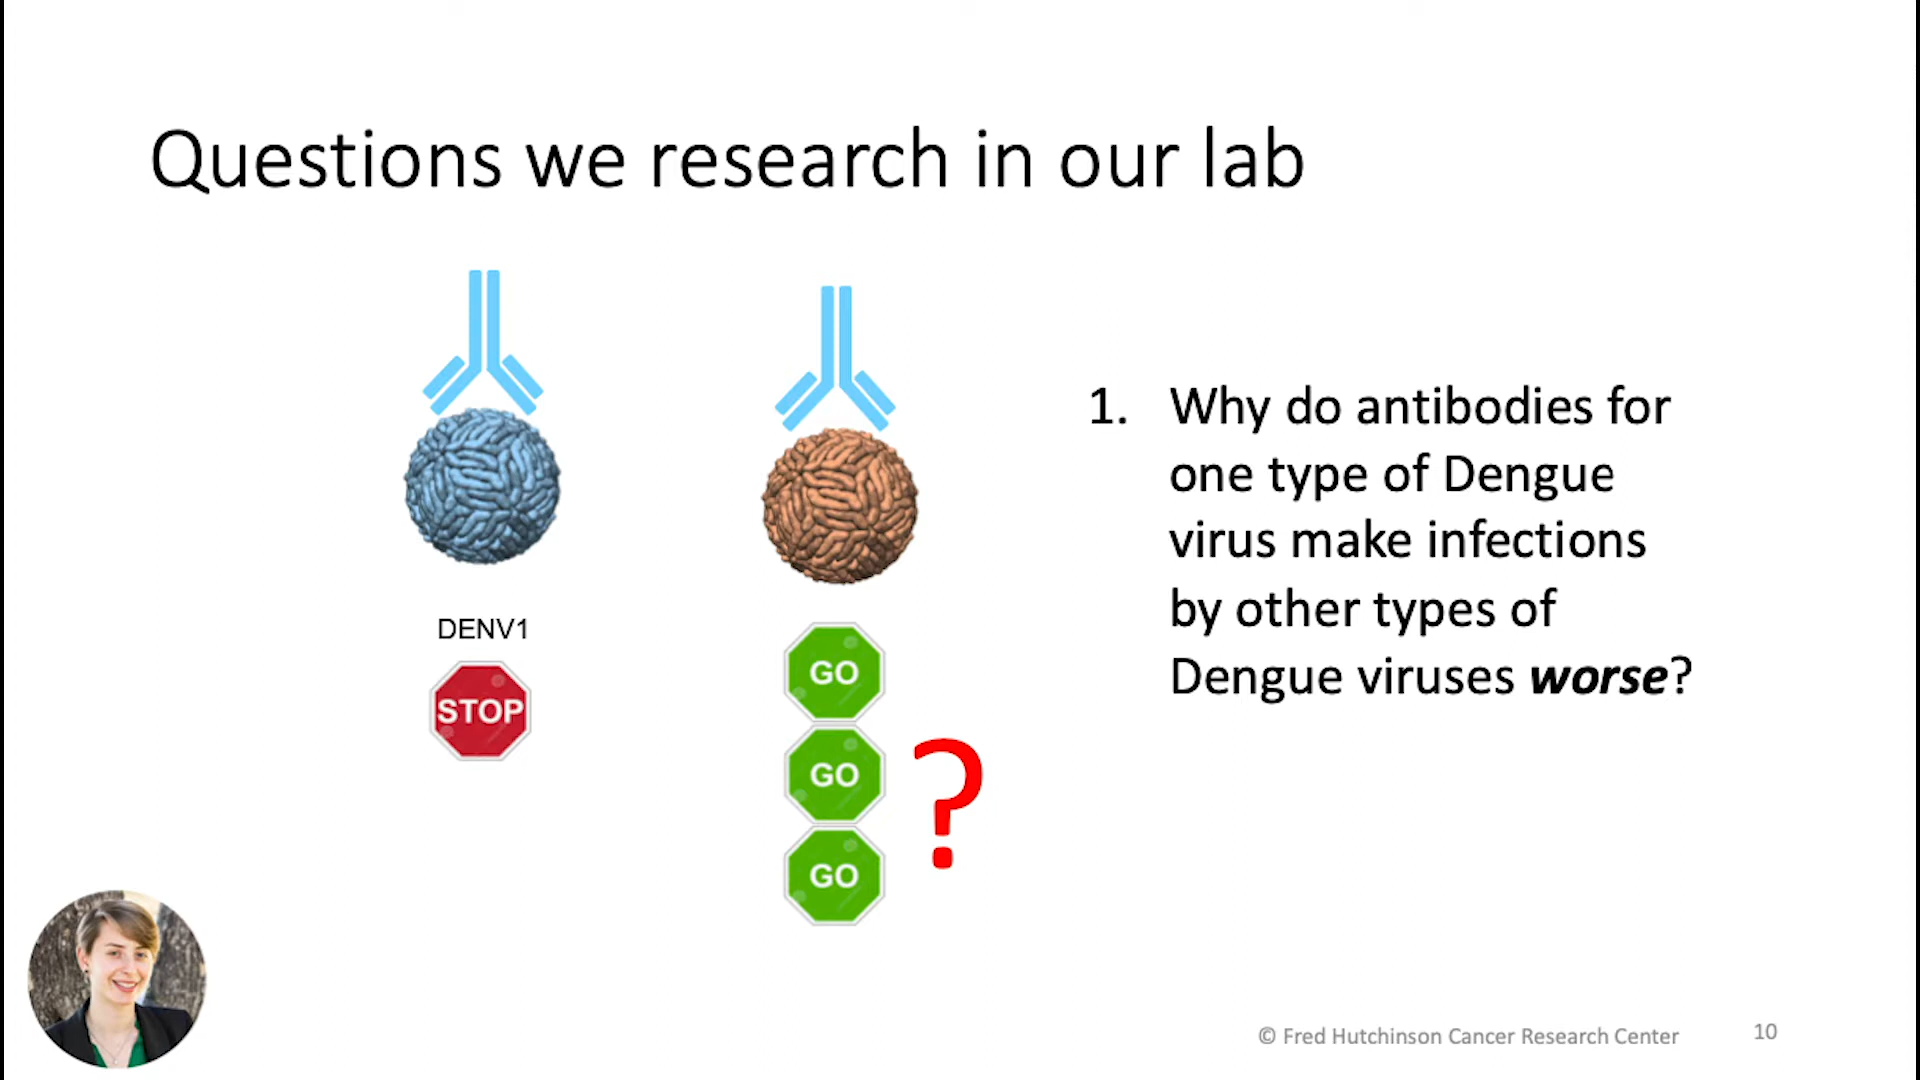 Questions we research in our lab
DENV1
STOP
GO
GO
GO
?
1. Why do antibodies for
one type of Dengue
virus make infections
by other types of
Dengue viruses worse?
© Fred Hutchinson Cancer Research Center
10